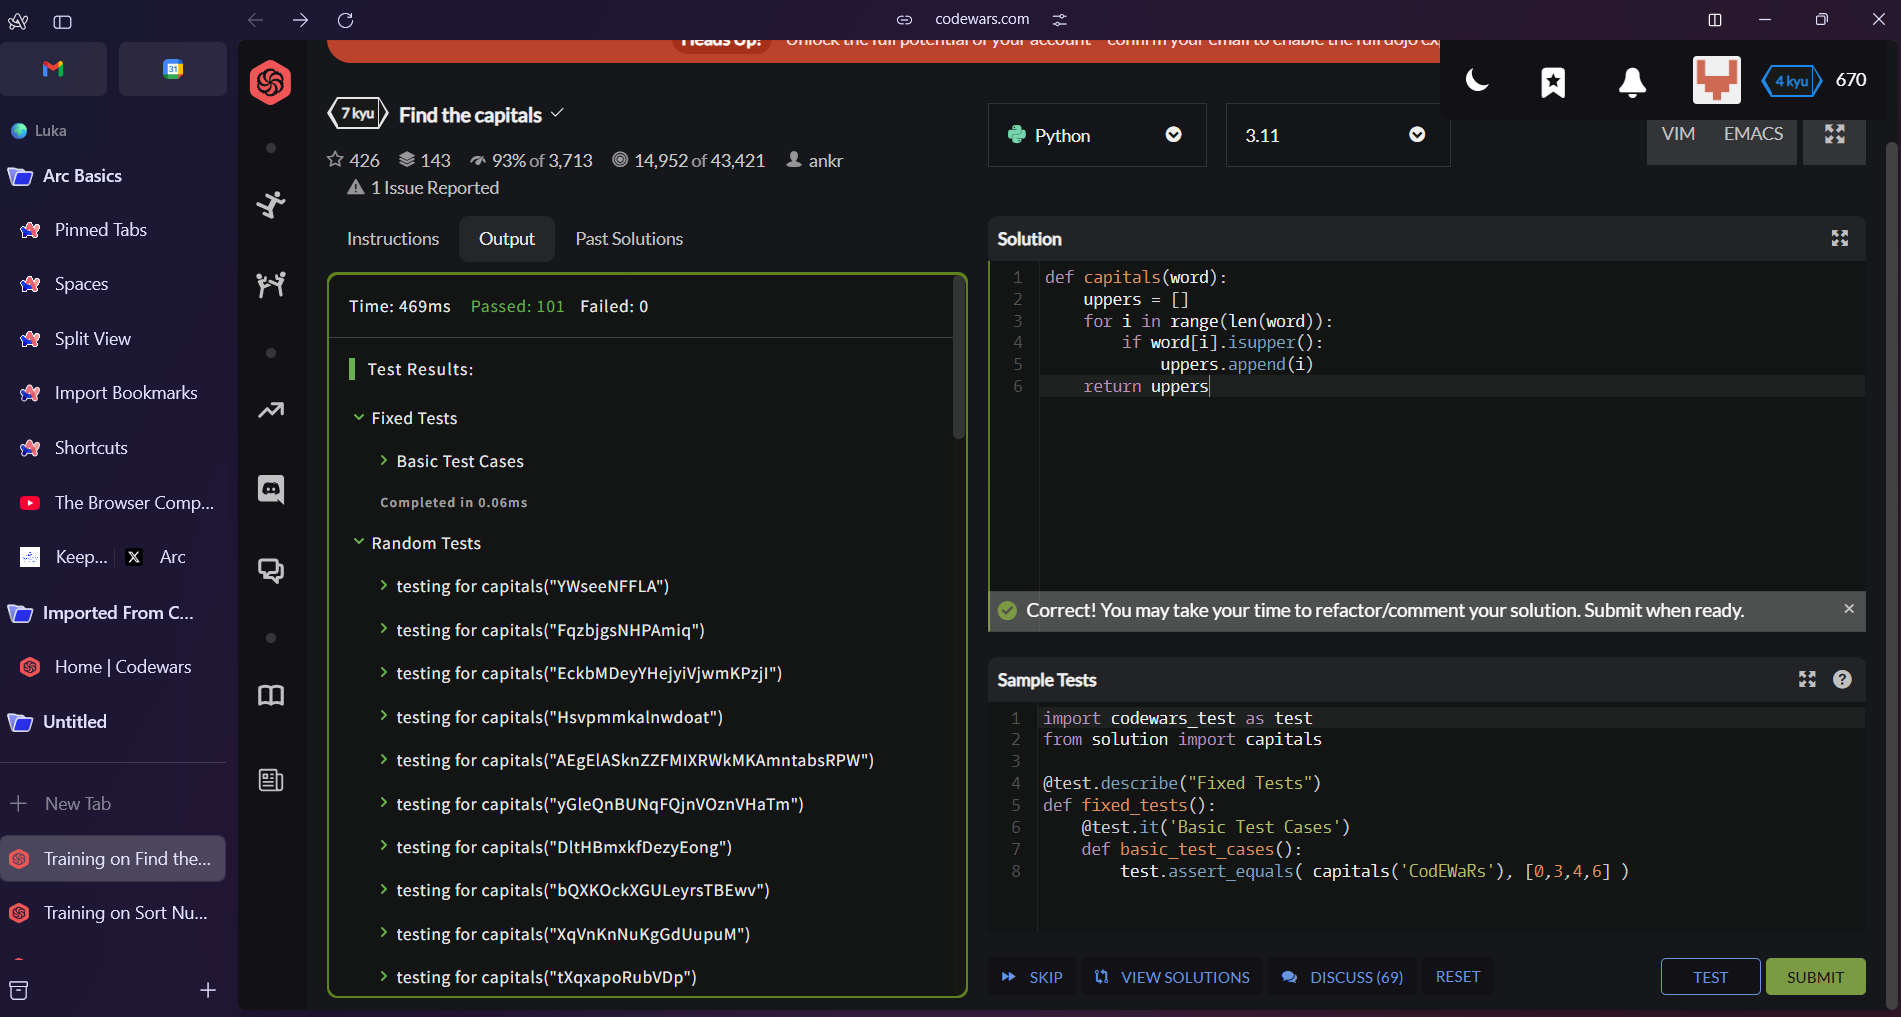 codewars.com
31
Luka
Arc Basics
Pinned Tabs
Spaces
Split View
Import Bookmarks
Shortcuts
The Browser Comp...
Keep... X Arc
Imported From C...
Home | Codewars
Untitled
New Tab
Training on Find the...
Training on Sort Nu...
Heads Up! Unlock the full potential of your account confirm your email to enable the full dojo
4 kyu 670
7 kyu Find the capitals
426 143 93% of 3,713 14,952 of 43,421 ankr
1 Issue Reported
Python
3.11
VIM EMACS
Instructions Output Past Solutions
Time: 469ms Passed: 101 Failed: 0
Test Results:
Fixed Tests
Basic Test Cases
Completed in 0.06ms
Random Tests
testing for capitals("YWseeNFFLA")
testing for capitals("FqzbjgsNHPAmiq")
testing for capitals("EckbMDeyYHejyiVjwmKPzjI")
testing for capitals("Hsvpmmkalnwdoat")
testing for capitals("AEgElASknZZFMIXRWkMKAmntabsRPW")
testing for capitals("yGleQnBUNqFQjnVOznVHaTm")
testing for capitals("DltHBmxkfDezyEong")
testing for capitals("bQXKOckXGULeyrsTBEwv")
testing for capitals("XqVnKnNuKgGdUupuM")
testing for capitals("tXqxapoRubVDp")
Solution
1 def capitals(word):
2 uppers = []
3 for i in range(len(word)):
4 if word[i].isupper():
5 uppers.append(i)
6 return uppers
Correct! You may take your time to refactor/comment your solution. Submit when ready.
Sample Tests
1 import codewars_test as test
2 from solution import capitals
3
4 @test.describe("Fixed Tests")
5 def fixed_tests():
6 @test.it('Basic Test Cases')
7 def basic_test_cases():
8 test.assert_equals( capitals('CodEWaRs'), [0,3,4,6] )
SKIP VIEW SOLUTIONS DISCUSS (69) RESET TEST SUBMIT